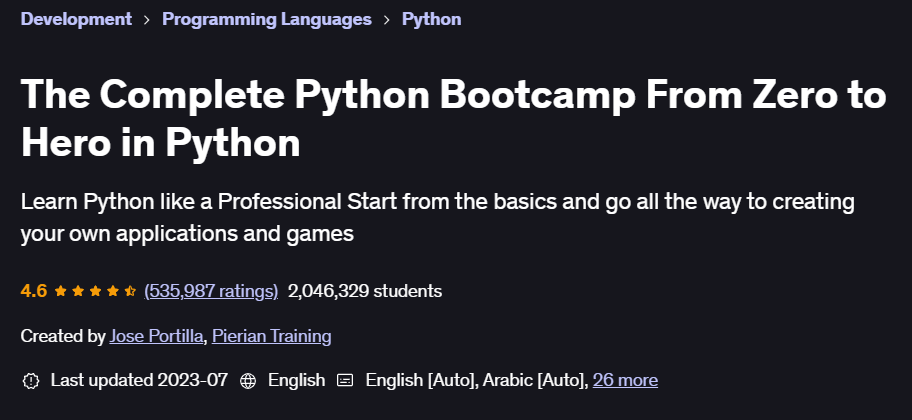 Development > Programming Languages > Python
The Complete Python Bootcamp From Zero to
Hero in Python
Learn Python like a Professional Start from the basics and go all the way to creating
your own applications and games
4.6 (535,987 ratings) 2,046,329 students
Created by Jose Portilla, Pierian Training
Last updated 2023-07 English English [Auto], Arabic [Auto], 26 more